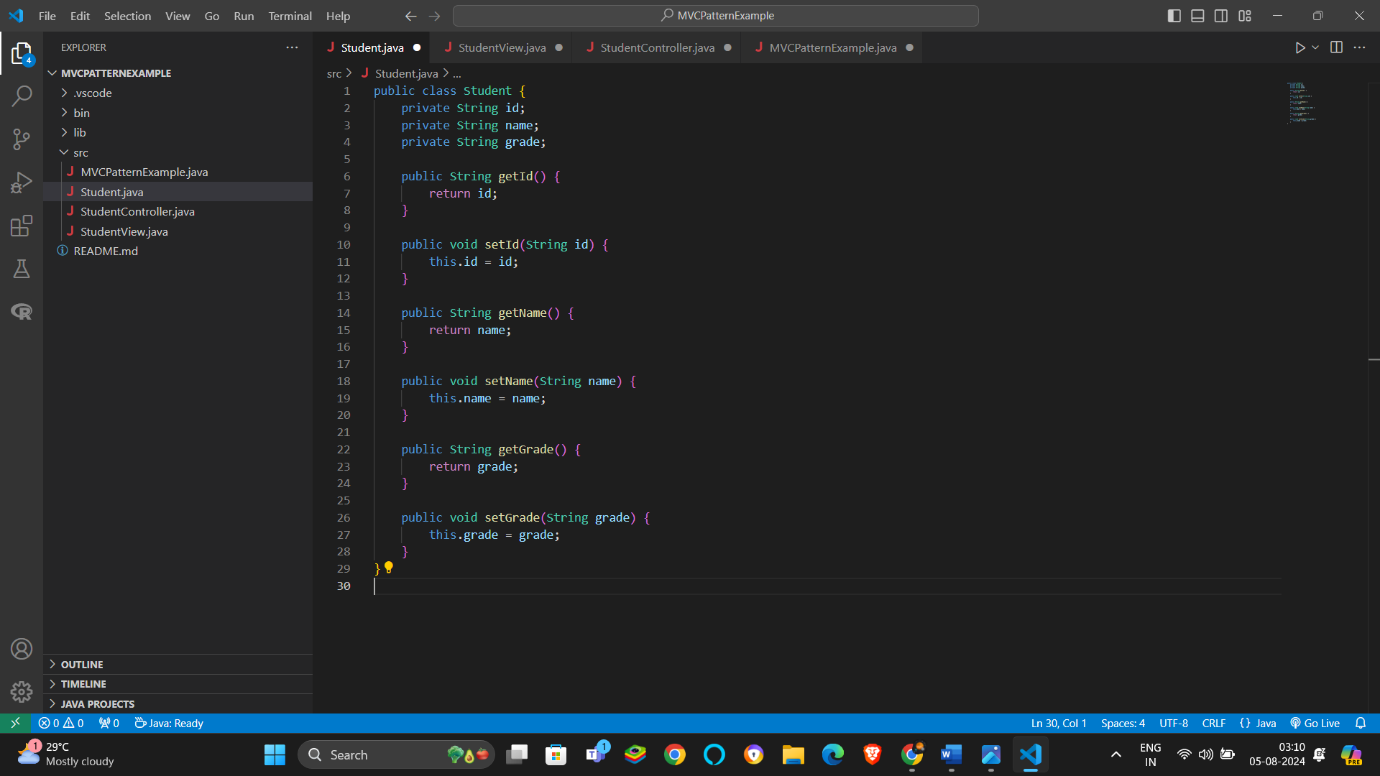 File Edit Selection View Go Run Terminal Help
MVCPatternExample
EXPLORER
Student.java
StudentView.java
StudentController.java
MVCPatternExample.java
4
MVCPATTERNEXAMPLE
.vscode
bin
lib
src
MVCPatternExample.java
Student.java
StudentController.java
StudentView.java
README.md
OUTLINE
TIMELINE
JAVA PROJECTS
src > J Student.java > ...
1 public class Student {
2     private String id;
3     private String name;
4     private String grade;
5
6     public String getId() {
7         return id;
8     }
9
10     public void setId(String id) {
11         this.id = id;
12     }
13
14     public String getName() {
15         return name;
16     }
17
18     public void setName(String name) {
19         this.name = name;
20     }
21
22     public String getGrade() {
23         return grade;
24     }
25
26     public void setGrade(String grade) {
27         this.grade = grade;
28     }
29 }
30
0 0 0 Java: Ready Ln 30, Col 1 Spaces: 4 UTF-8 CRLF {} Java Go Live
1 29°C
Mostly cloudy
Search
1
ENG
IN
03:10
05-08-2024
PRE